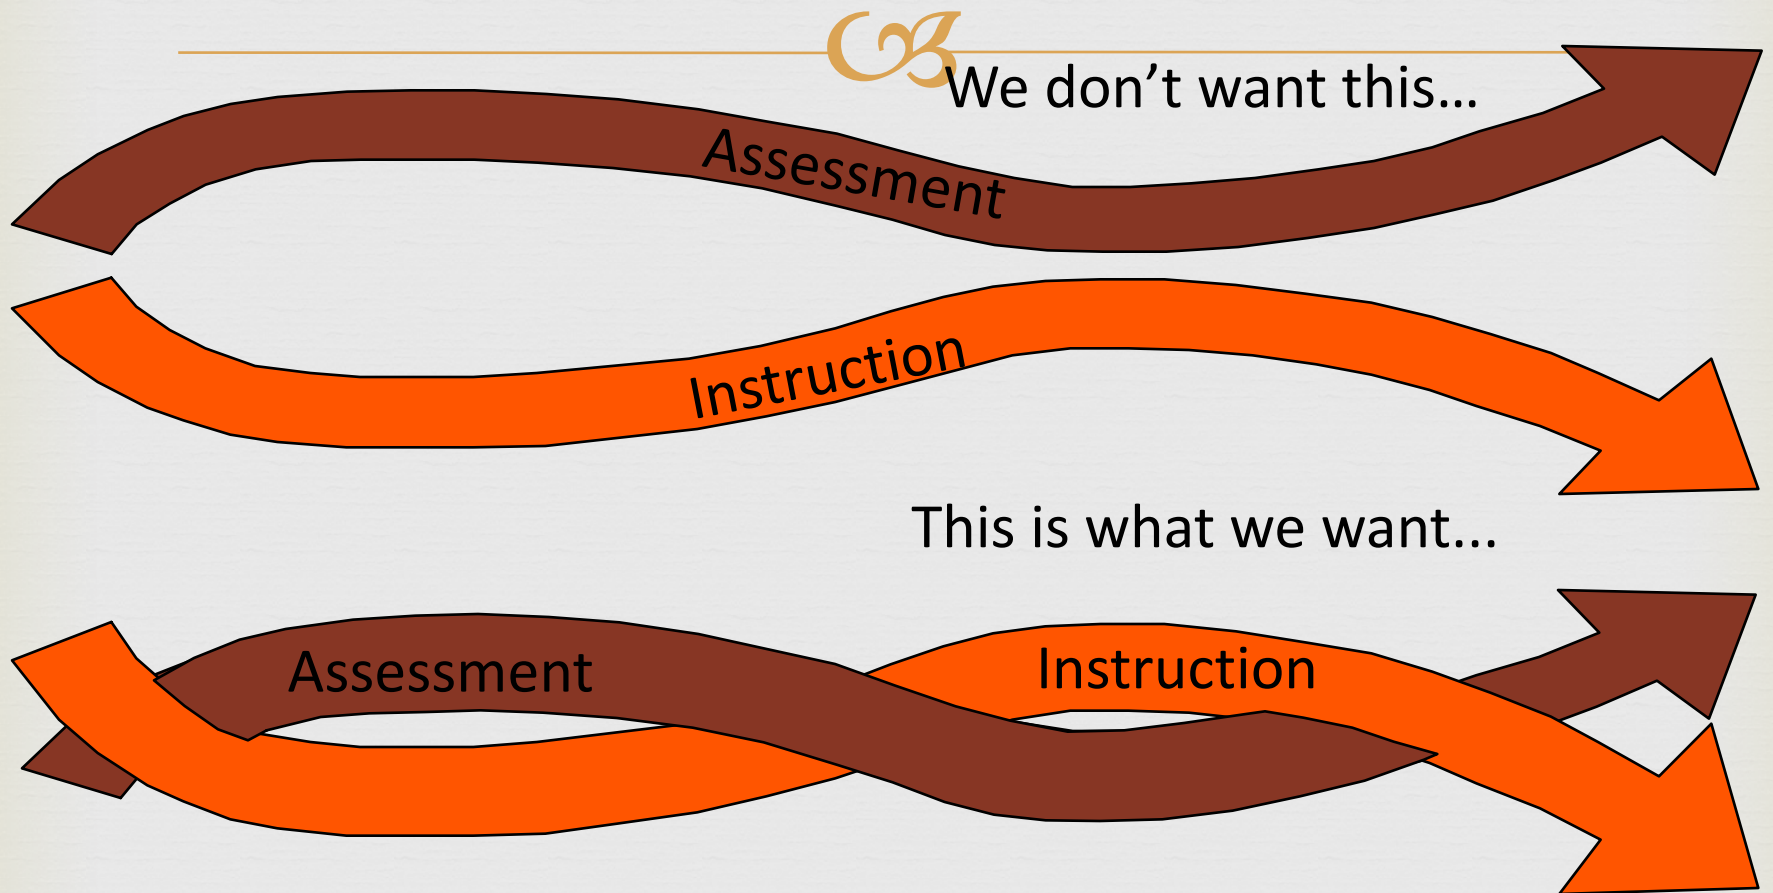 We don’t want this…
Assessment
Instruction
This is what we want...
Assessment
Instruction